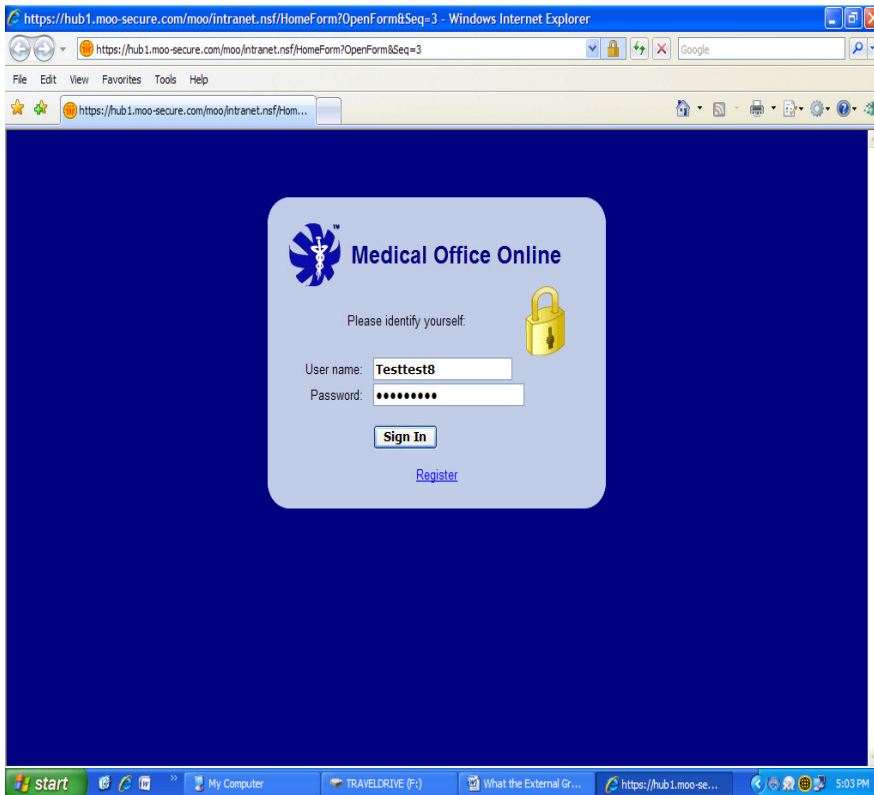 https://hub1.moo-secure.com/moo/intranet.nsf/HomeForm?OpenForm&Seq=3 - Windows Internet Explorer
https://hub1.moo-secure.com/moo/intranet.nsf/HomeForm?OpenForm&Seq=3
Google
File Edit View Favorites Tools Help
https://hub1.moo-secure.com/moo/intranet.nsf/Hom...
Medical Office Online
TM
Please identify yourself:
User name: Testtest8
Password: •••••••••
Sign In
Register
start My Computer TRAVELDRIVE (F:) What the External Gr... https://hub1.moo-se... 5:03 PM